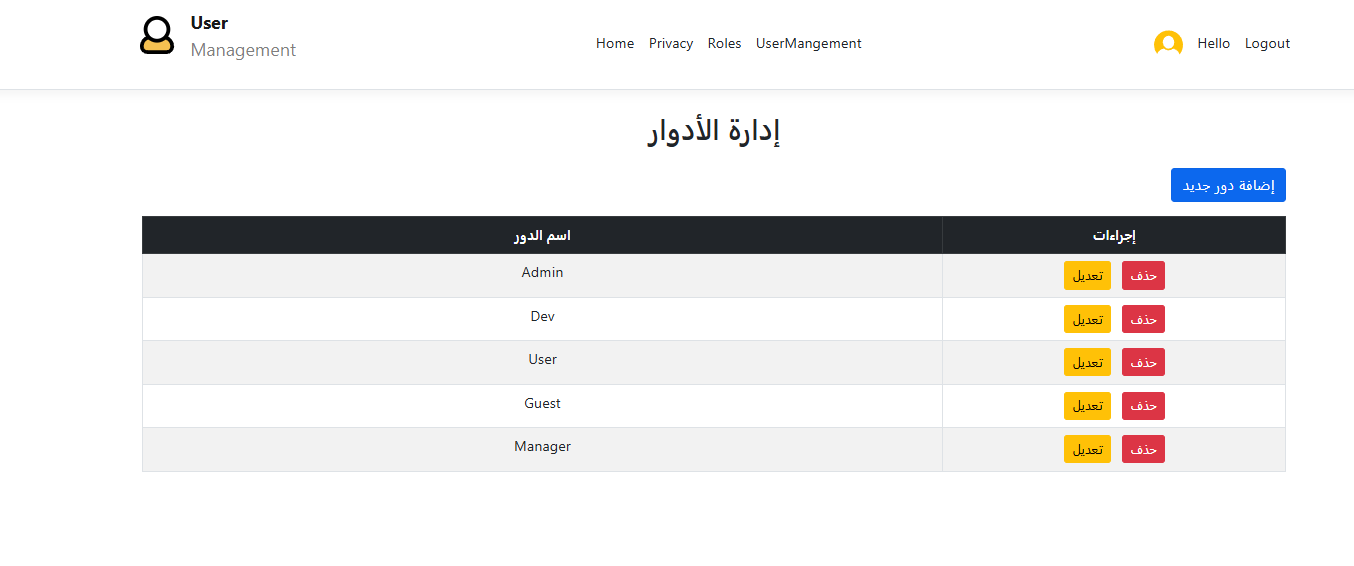 User
Management
Home Privacy Roles UserMangement
Hello Logout
إدارة الأدوار
إضافة دور جديد
اسم الدور إجراءات
Admin تعديل حذف
Dev تعديل حذف
User تعديل حذف
Guest تعديل حذف
Manager تعديل حذف